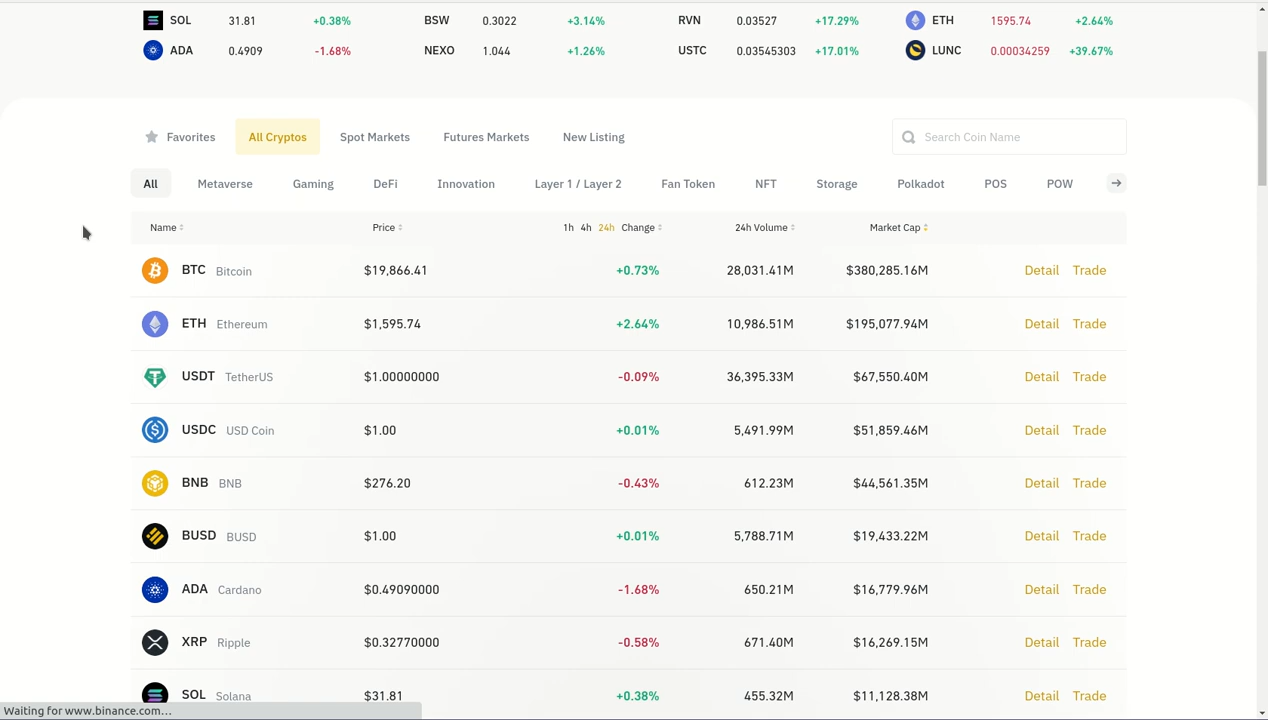 SOL 31.81 +0.38% BSW 0.3022 +3.14% RVN 0.03527 +17.29% ETH 1595.74 +2.64%
ADA 0.4909 -1.68% NEXO 1.044 +1.26% USTC 0.03545303 +17.01% LUNC 0.00034259 +39.67%
Favorites All Cryptos Spot Markets Futures Markets New Listing Search Coin Name
All Metaverse Gaming DeFi Innovation Layer 1 / Layer 2 Fan Token NFT Storage Polkadot POS POW
Name Price 1h 4h 24h Change 24h Volume Market Cap
BTC Bitcoin $19,866.41 +0.73% 28,031.41M $380,285.16M Detail Trade
ETH Ethereum $1,595.74 +2.64% 10,986.51M $195,077.94M Detail Trade
USDT TetherUS $1.00000000 -0.09% 36,395.33M $67,550.40M Detail Trade
USDC USD Coin $1.00 +0.01% 5,491.99M $51,859.46M Detail Trade
BNB BNB $276.20 -0.43% 612.23M $44,561.35M Detail Trade
BUSD BUSD $1.00 +0.01% 5,788.71M $19,433.22M Detail Trade
ADA Cardano $0.49090000 -1.68% 650.21M $16,779.96M Detail Trade
XRP Ripple $0.32770000 -0.58% 671.40M $16,269.15M Detail Trade
SOL Solana $31.81 +0.38% 455.32M $11,128.38M Detail Trade
Waiting for www.binance.com...